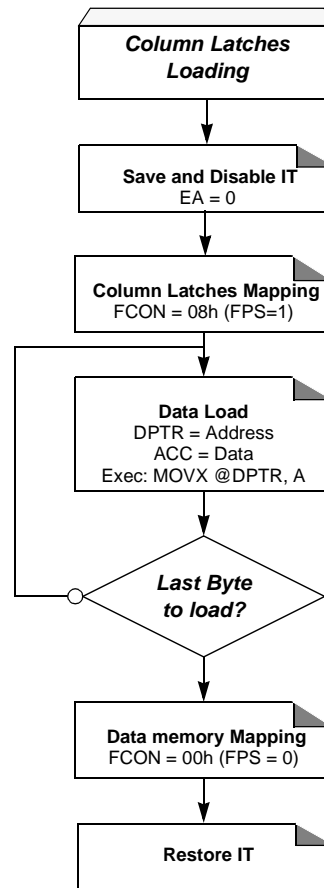 Column Latches
Loading
Save and Disable IT
EA = 0
Column Latches Mapping
FCON = 08h (FPS=1)
Data Load
DPTR = Address
ACC = Data
Exec: MOVX @DPTR, A
Last Byte
to load?
Data memory Mapping
FCON = 00h (FPS = 0)
Restore IT